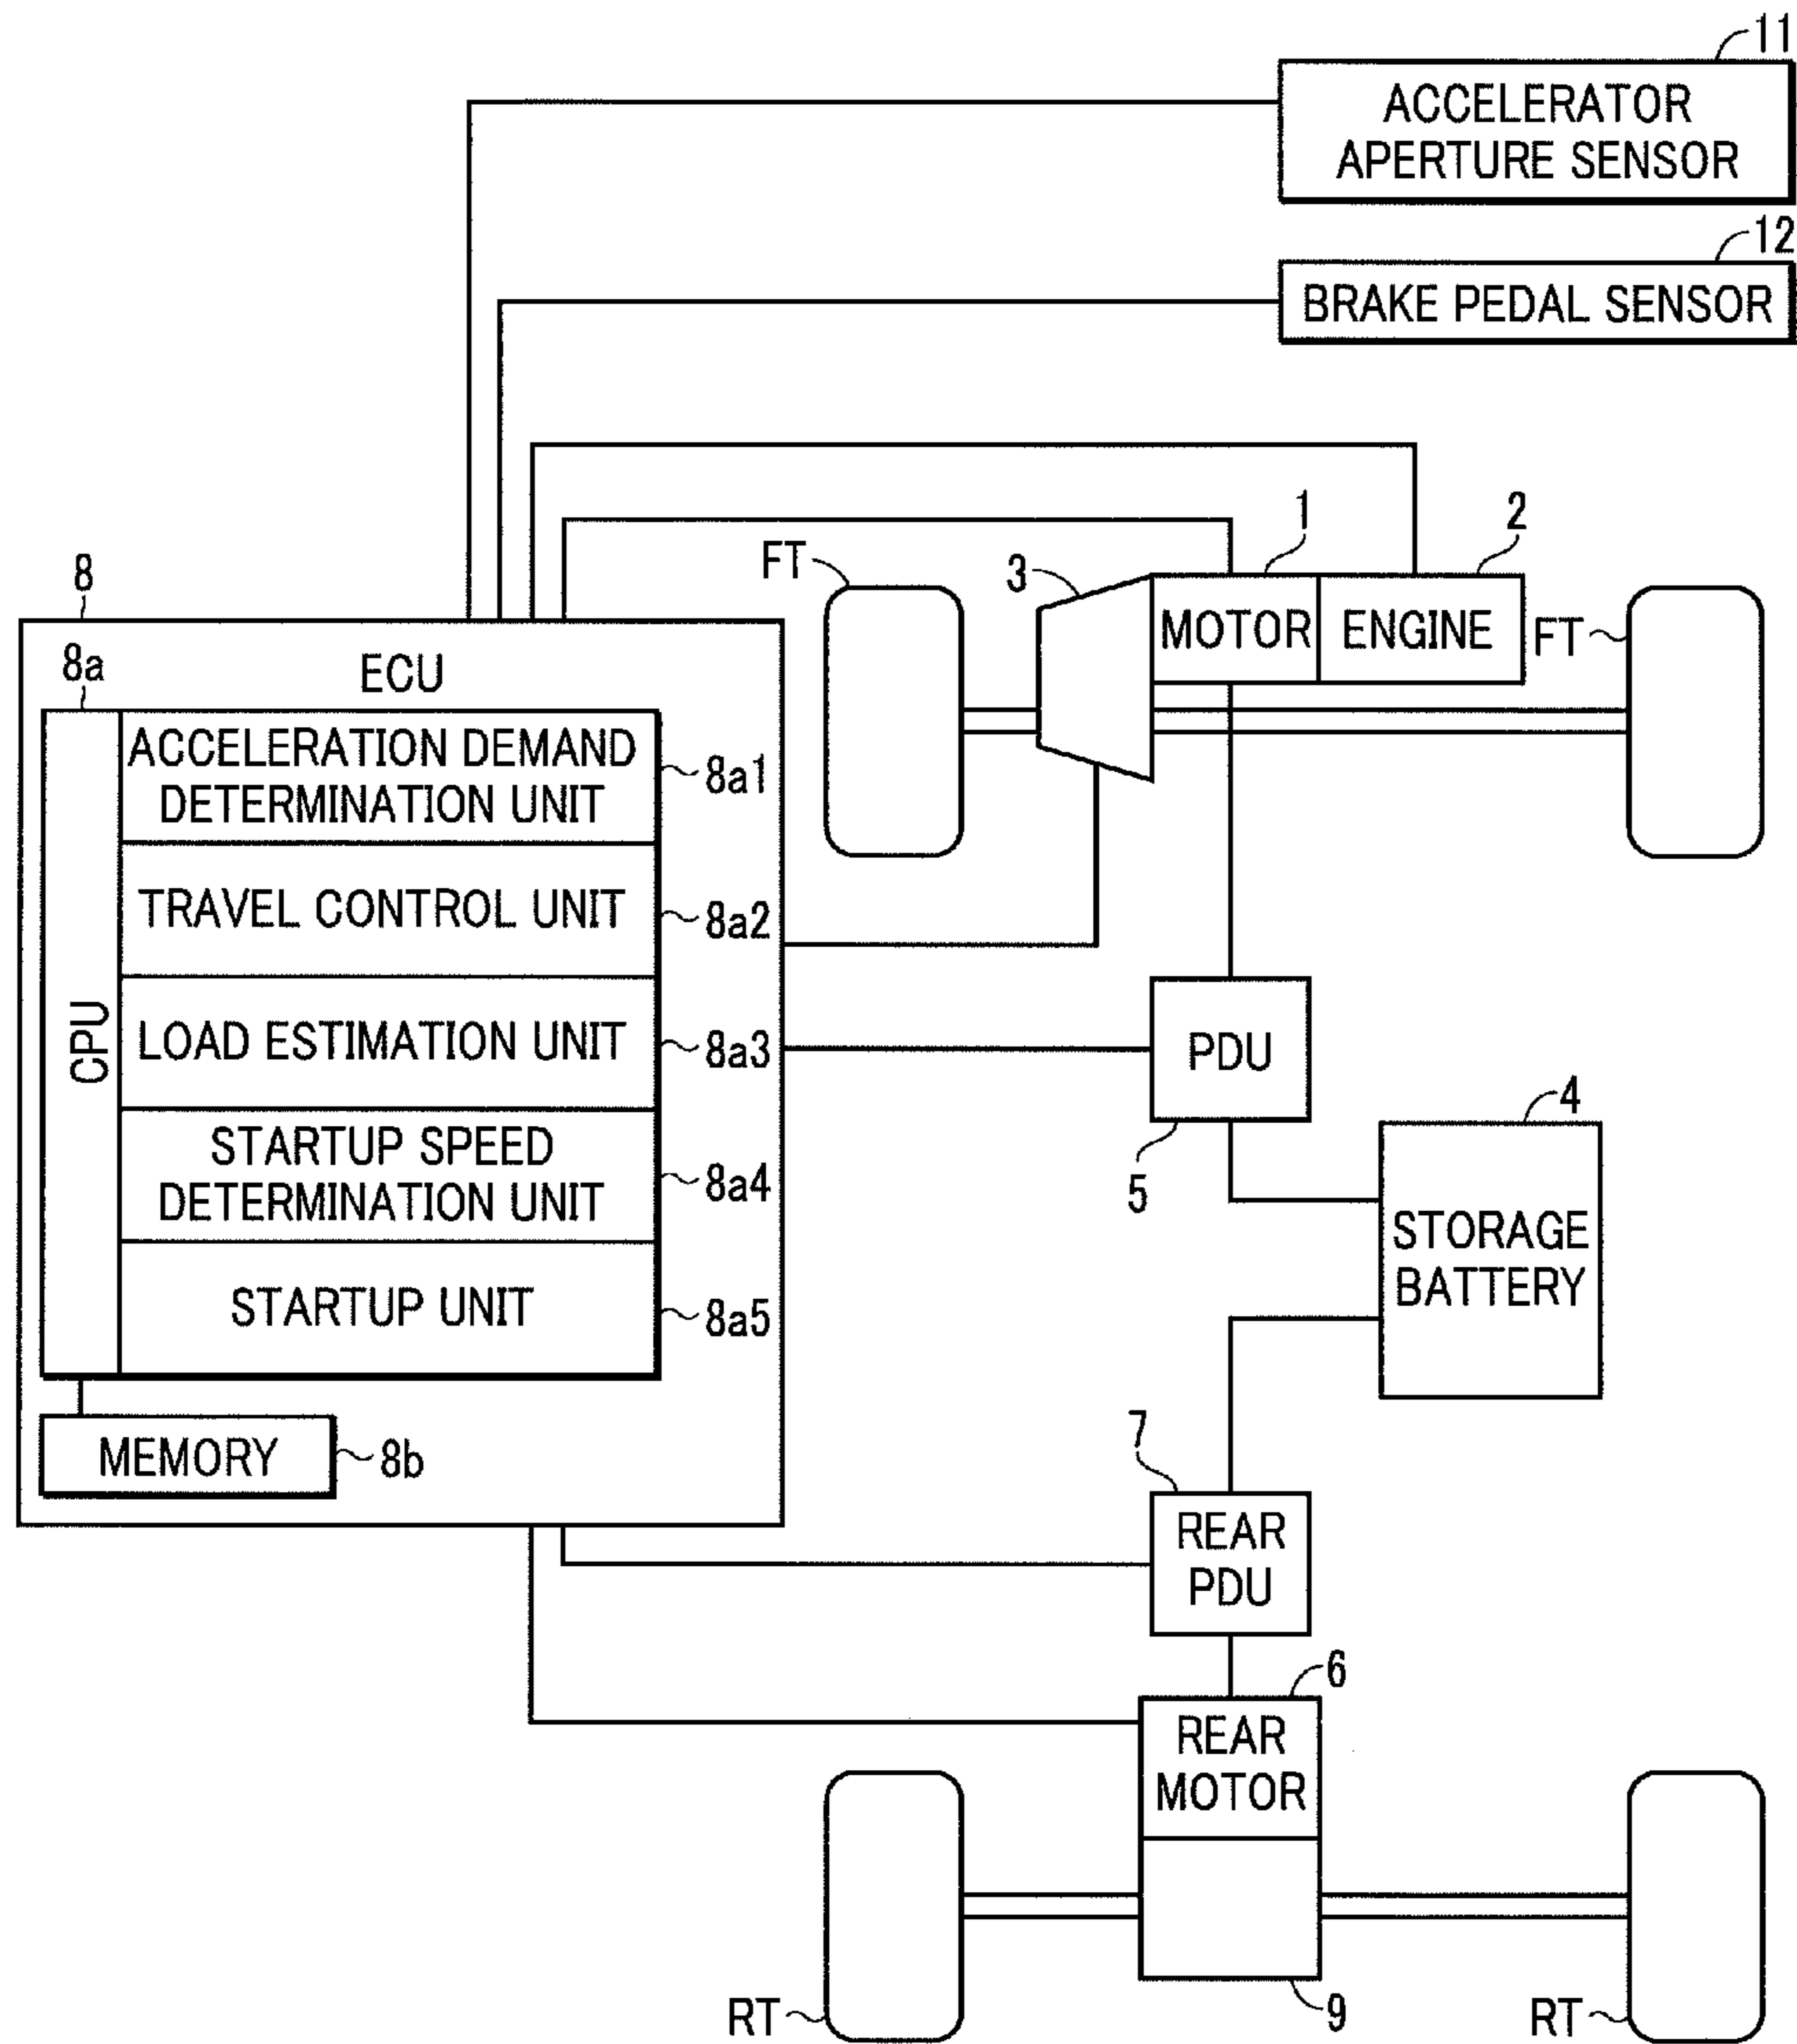 11
ACCELERATOR
APERTURE SENSOR
12
BRAKE PEDAL SENSOR
1
2
3
FT
MOTOR
ENGINE
FT
8
8a
ECU
CPU
ACCELERATION DEMAND
DETERMINATION UNIT
8a1
TRAVEL CONTROL UNIT
8a2
LOAD ESTIMATION UNIT
8a3
STARTUP SPEED
DETERMINATION UNIT
8a4
STARTUP UNIT
8a5
MEMORY
8b
PDU
5
4
STORAGE
BATTERY
7
REAR
PDU
6
REAR
MOTOR
9
RT
RT